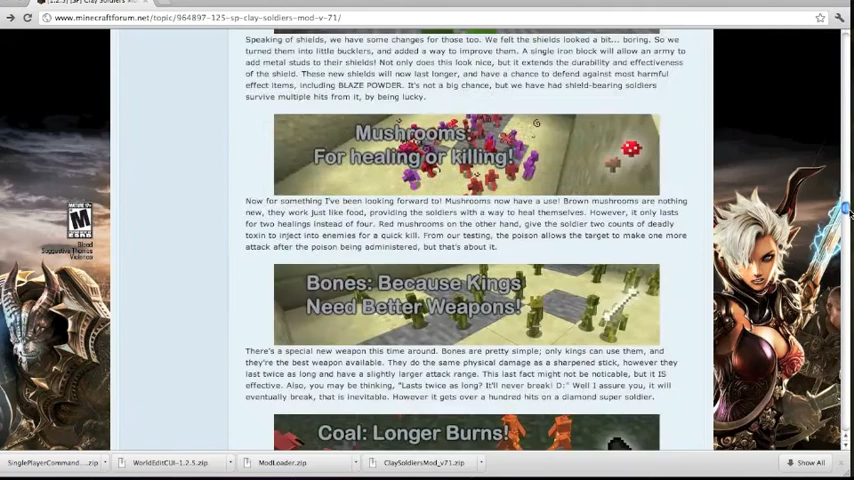 [1.2.5] [SP] Clay Soldiers Mod
www.minecraftforum.net/topic/964897-125-sp-clay-soldiers-mod-v-71/
Speaking of shields, we have some changes for those too. We felt the shields looked a bit... boring. So we
turned them into little bucklers, and added a way to improve them. A single iron block will allow an army to
add metal studs to their shields! Not only does this look nice, but it extends the durability and effectiveness
of the shield. These new shields will now last longer, and have a chance to defend against most harmful
effect items, including BLAZE POWDER. It's not a big chance, but we have had shield-bearing soldiers
survive multiple hits from it, by being lucky.
Mushrooms:
For healing or killing!
Now for something I've been looking forward to! Mushrooms now have a use! Brown mushrooms are nothing
new, they work just like food, providing the soldiers with a way to heal themselves. However, it only lasts
for two healings instead of four. Red mushrooms on the other hand, give the soldier two counts of deadly
toxin to inject into enemies for a quick kill. From our testing, the poison allows the target to make one more
attack after the poison being administered, but that's about it.
M
Blood
Suggestive Themes
Violence
Bones: Because Kings
Need Better Weapons!
There's a special new weapon this time around. Bones are pretty simple; only kings can use them, and
they're the best weapon available. They do the same physical damage as a sharpened stick, however they
last twice as long and have a slightly larger attack range. This last fact might not be noticable, but it IS
effective. Also, you may be thinking, "Lasts twice as long? It'll never break! D:" Well I assure you, it will
eventually break, that is inevitable. However it gets over a hundred hits on a diamond super soldier.
Coal: Longer Burns!
SinglePlayerCommand....zip
WorldEditCUI-1.2.5.zip
ModLoader.zip
ClaySoldiersMod_v71.zip
Show All